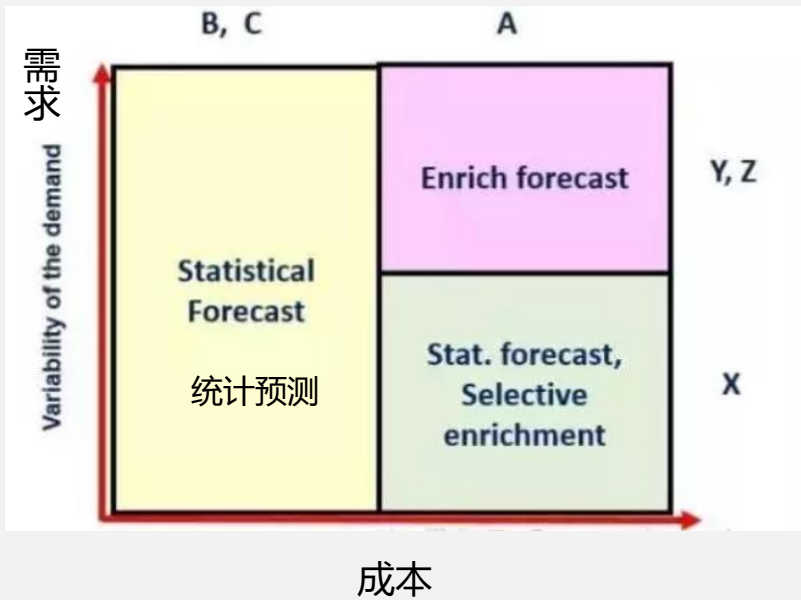 B, C
A
需
求
Variability of the demand
Enrich forecast
Y, Z
Statistical
Forecast
统计预测
Stat. forecast,
Selective
enrichment
X
成本